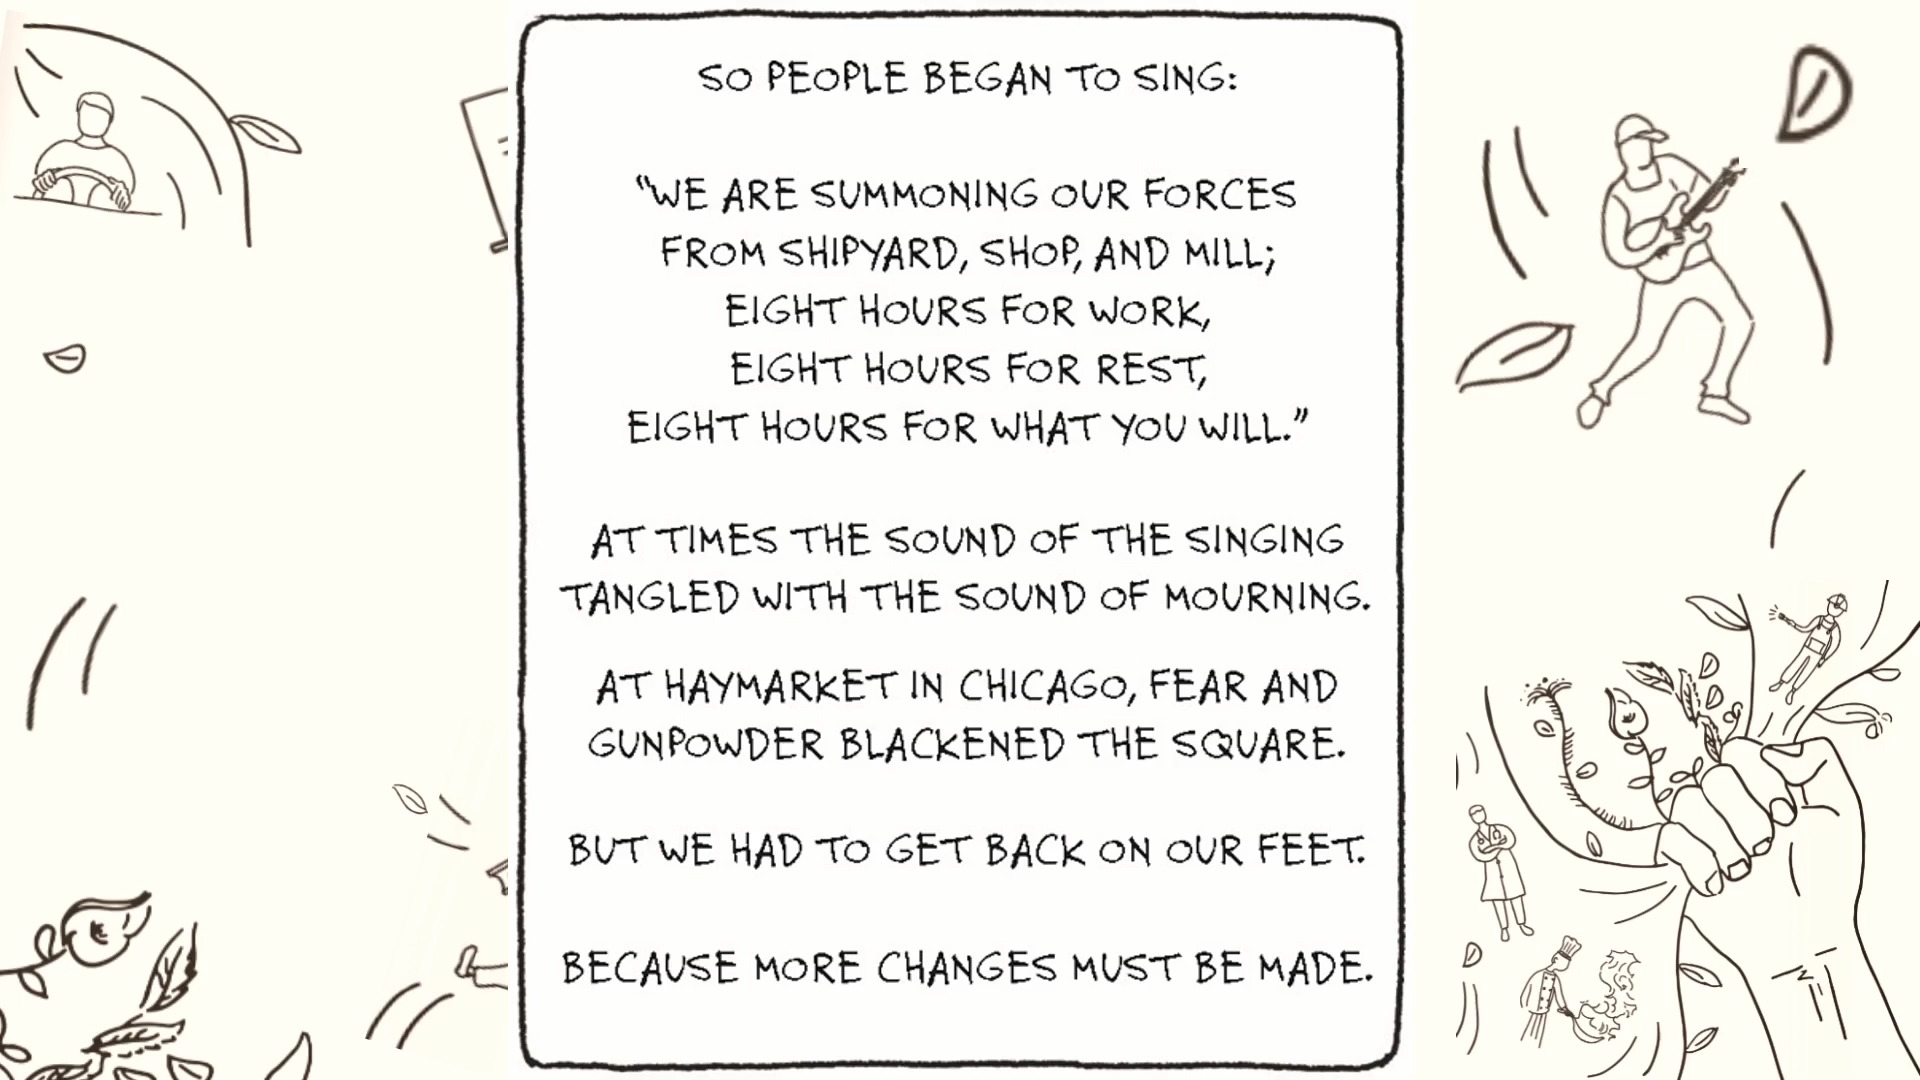 SO PEOPLE BEGAN TO SING:
"WE ARE SUMMONING OUR FORCES
FROM SHIPYARD, SHOP, AND MILL;
EIGHT HOURS FOR WORK,
EIGHT HOURS FOR REST,
EIGHT HOURS FOR WHAT YOU WILL."
AT TIMES THE SOUND OF THE SINGING
TANGLED WITH THE SOUND OF MOURNING.
AT HAYMARKET IN CHICAGO, FEAR AND
GUNPOWDER BLACKENED THE SQUARE.
BUT WE HAD TO GET BACK ON OUR FEET.
BECAUSE MORE CHANGES MUST BE MADE.